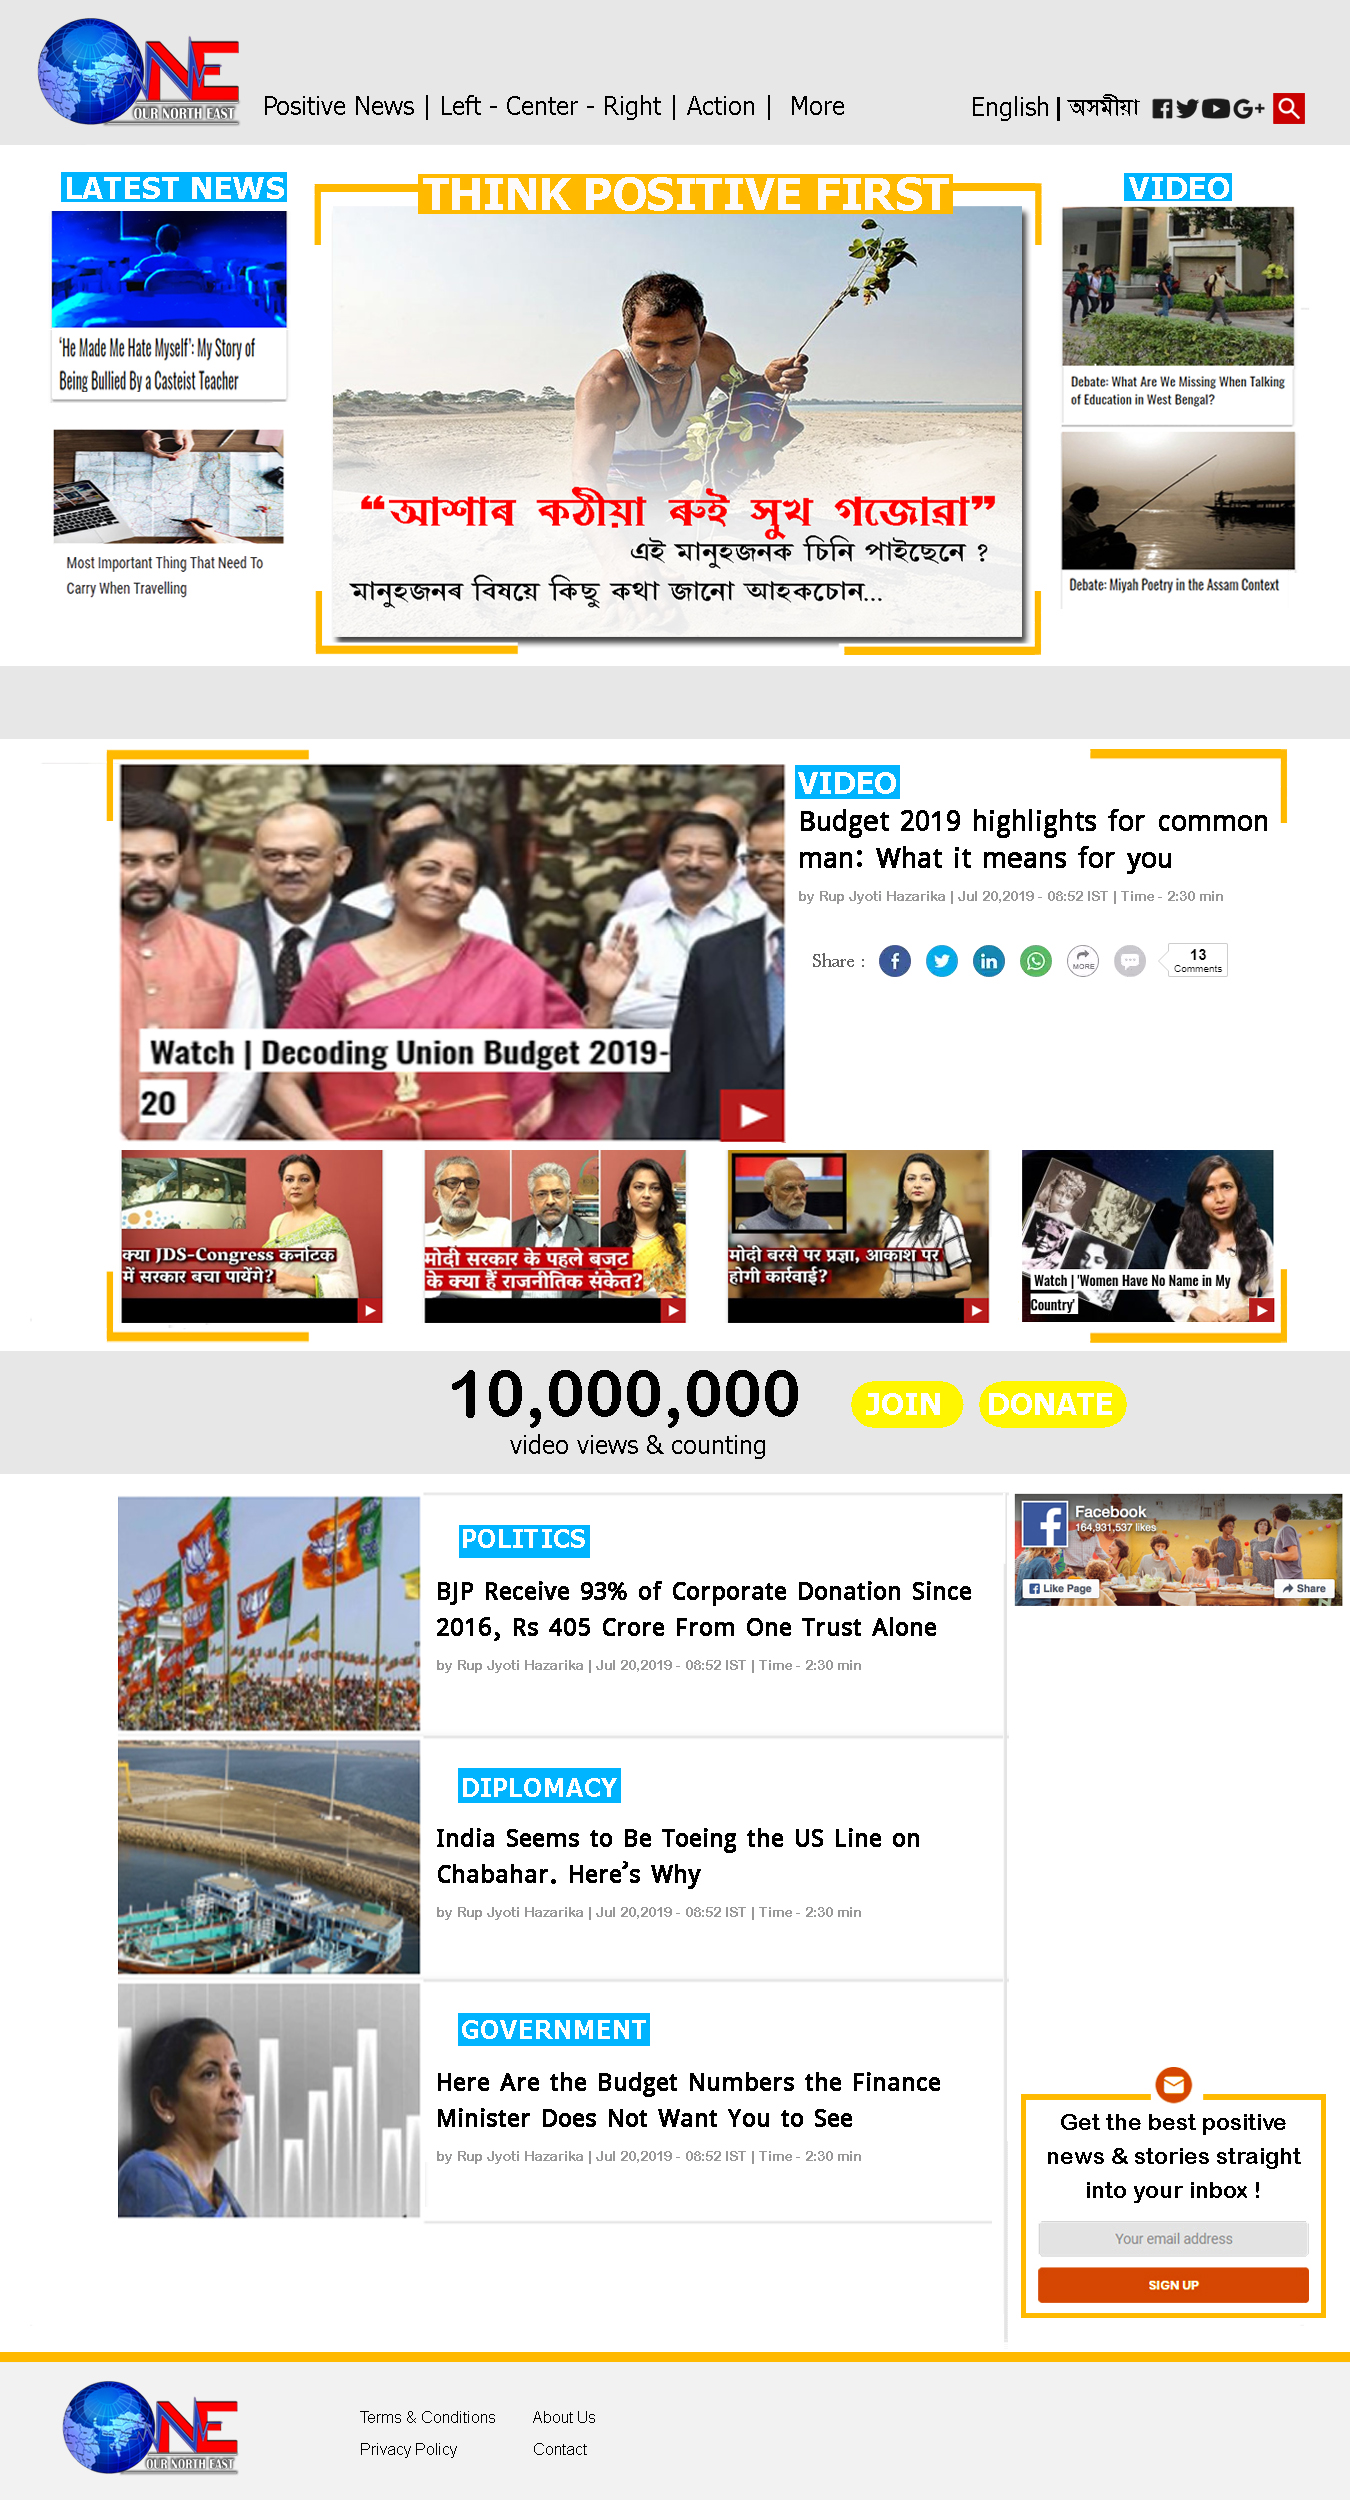 ONE
OUR NORTH EAST
Positive News | Left - Center - Right | Action | More
English | অসমীয়া
LATEST NEWS
'He Made Me Hate Myself': My Story of
Being Bullied By a Casteist Teacher
Most Important Thing That Need To
Carry When Travelling
THINK POSITIVE FIRST
“আশাৰ কঠীয়া ৰুই সুখ গজোৱা”
এই মানুহজনক চিনি পাইছেনে ?
মানুহজনৰ বিষয়ে কিছু কথা জানো আহকচোন...
VIDEO
Debate: What Are We Missing When Talking
of Education in West Bengal?
Debate: Miyah Poetry in the Assam Context
Watch | Decoding Union Budget 2019-
20
VIDEO
Budget 2019 highlights for common
man: What it means for you
by Rup Jyoti Hazarika | Jul 20,2019 - 08:52 IST | Time - 2:30 min
Share :
MORE
13
Comments
क्या JDS-Congress कर्नाटक
में सरकार बचा पायेंगे?
मोदी सरकार के पहले बजट
के क्या हैं राजनीतिक संकेत?
मोदी बरसे पर प्रज्ञा, आकाश पर
होगी कार्रवाई?
Watch | 'Women Have No Name in My
Country'
10,000,000
video views & counting
JOIN
DONATE
POLITICS
BJP Receive 93% of Corporate Donation Since
2016, Rs 405 Crore From One Trust Alone
by Rup Jyoti Hazarika | Jul 20,2019 - 08:52 IST | Time - 2:30 min
Facebook
164,931,537 likes
Like Page
Share
DIPLOMACY
India Seems to Be Toeing the US Line on
Chabahar. Here's Why
by Rup Jyoti Hazarika | Jul 20,2019 - 08:52 IST | Time - 2:30 min
GOVERNMENT
Here Are the Budget Numbers the Finance
Minister Does Not Want You to See
by Rup Jyoti Hazarika | Jul 20,2019 - 08:52 IST | Time - 2:30 min
Get the best positive
news & stories straight
into your inbox !
Your email address
SIGN UP
ONE
OUR NORTH EAST
Terms & Conditions
About Us
Privacy Policy
Contact